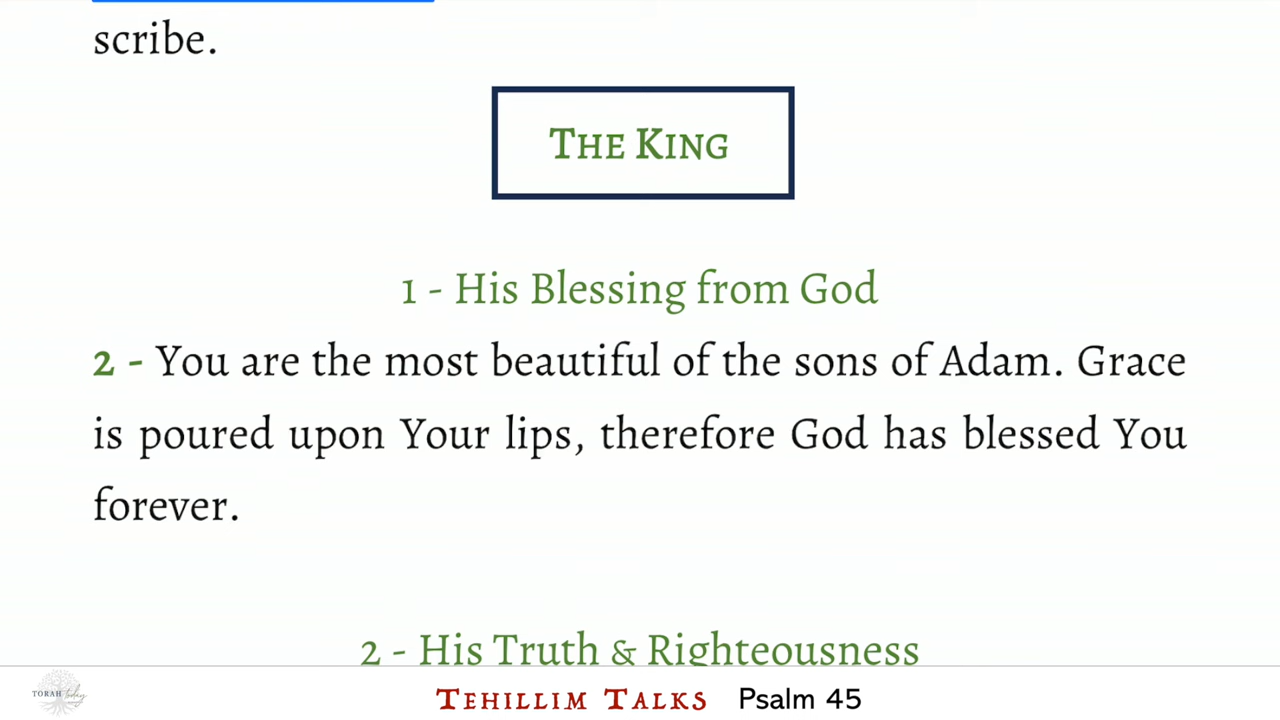 scribe.
THE KING
1 - His Blessing from God
2 - You are the most beautiful of the sons of Adam. Grace
is poured upon Your lips, therefore God has blessed You
forever.
2 - His Truth & Righteousness
TORAH today
TEHILLIM TALKS Psalm 45